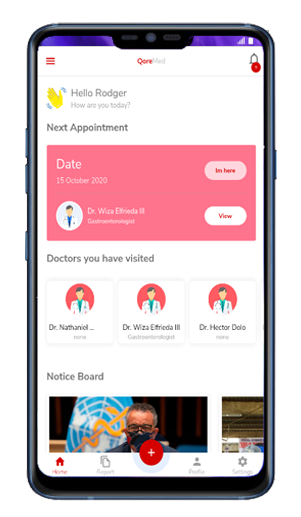 QoreMed
Hello Rodger
How are you today?
Next Appointment
Date
15 October 2020
Im here
Dr. Wiza Elfrieda III
Gastroenterologist
View
Doctors you have visited
Dr. Nathaniel ...
none
Dr. Wiza Elfrieda III
Gastroenterologist
Dr. Hector Dolo
none
Notice Board
+
Home
Report
Profile
Settings